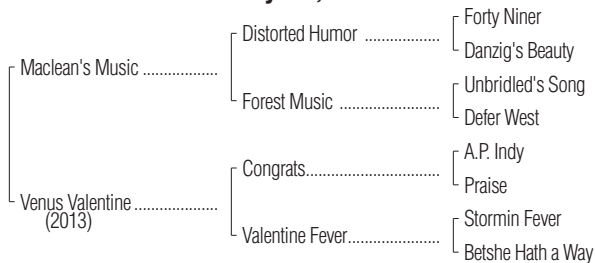 Forty Niner
Distorted Humor ..................
Danzig's Beauty
Maclean's Music ..................
Unbridled's Song
Forest Music ........................
Defer West
A.P. Indy
Congrats................................
Praise
Venus Valentine ....................
(2013)
Stormin Fever
Valentine Fever......................
Betshe Hath a Way